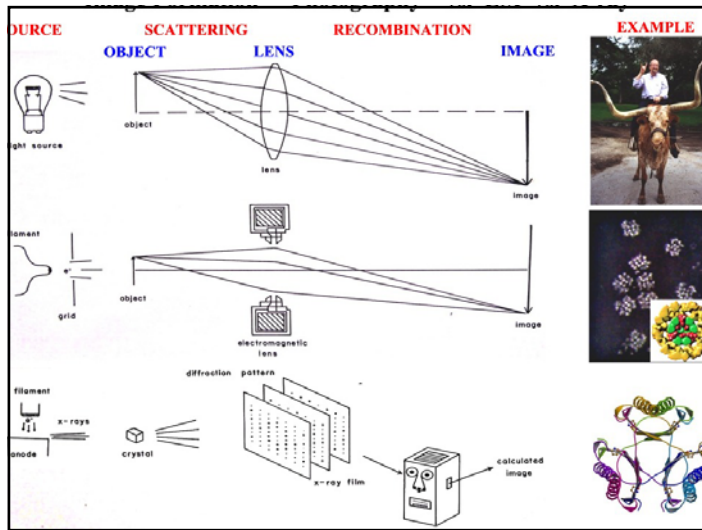 OURCE SCATTERING RECOMBINATION EXAMPLE
OBJECT LENS IMAGE
object
ight source
lens
image
ilament
e-
object
grid
electromagnetic
lens
image
diffraction pattern
filament
e-
x-rays
anode
crystal
x-ray film
calculated
image